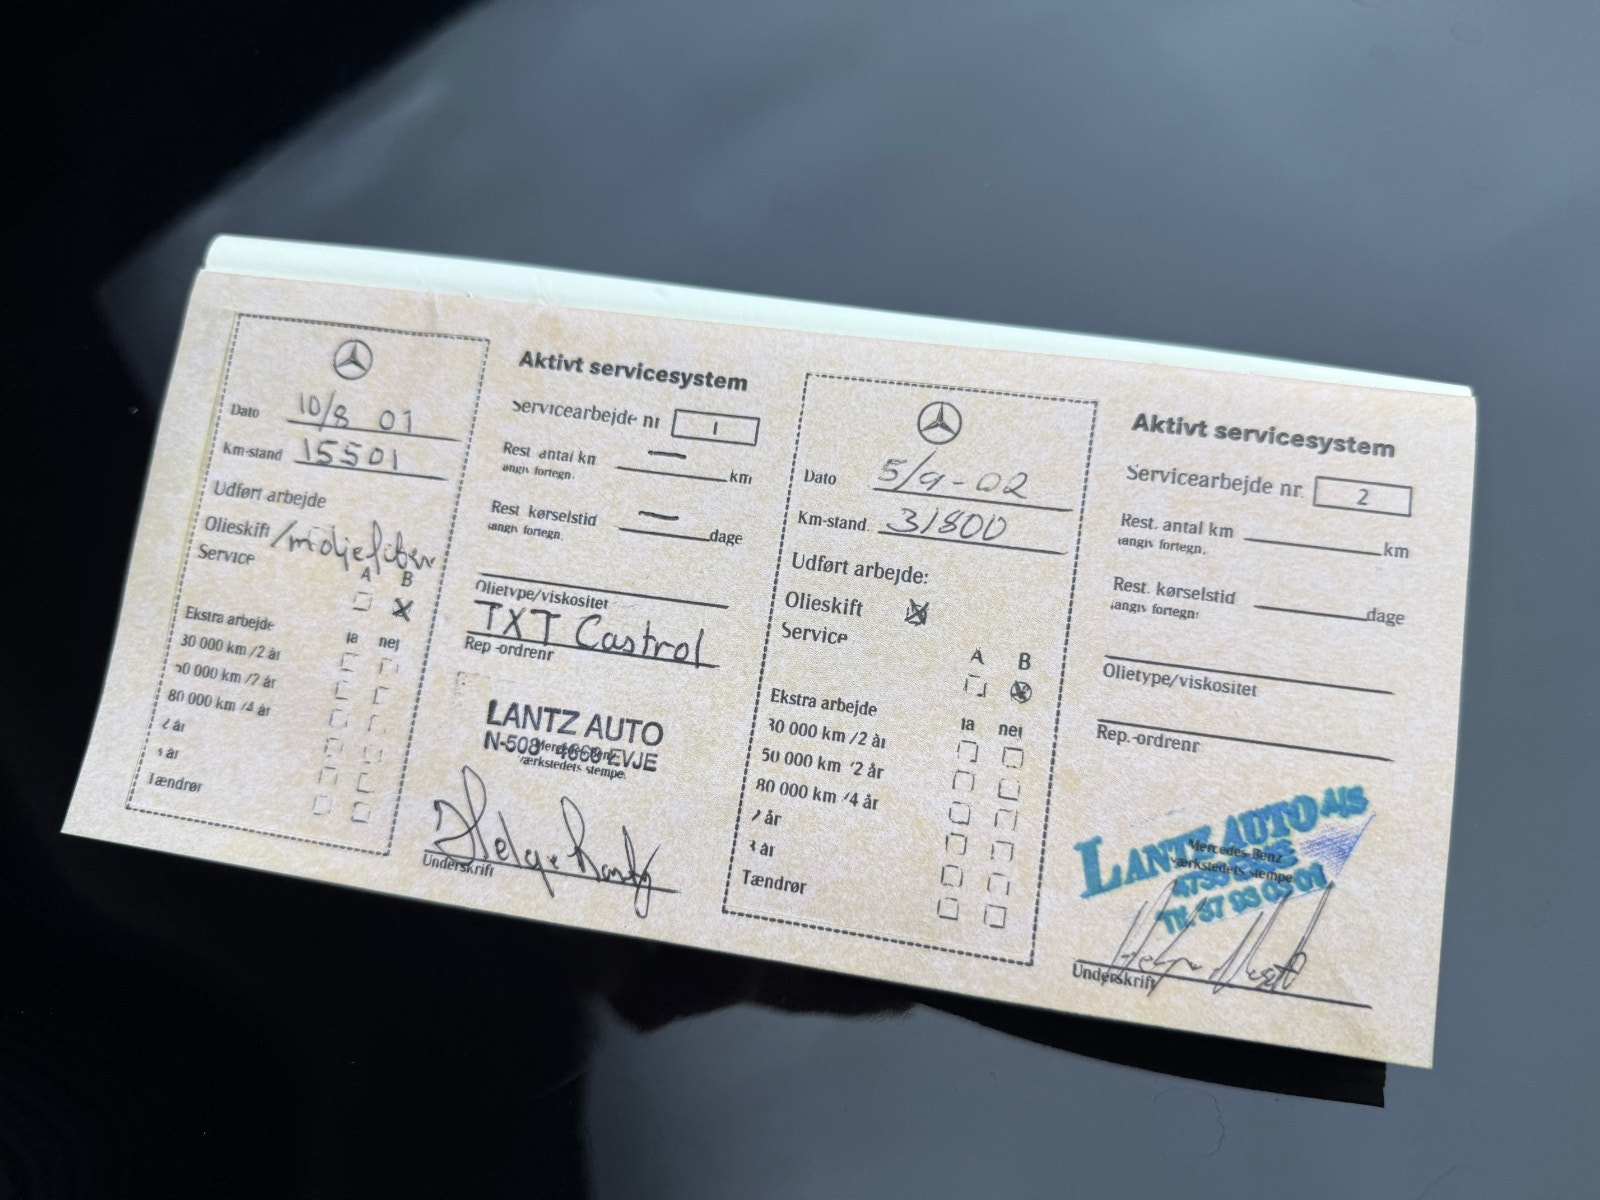 Dato 10/8 01
Km-stand 15501
Udført arbejde
Olieskift
Service
A B
Ekstra arbejde ja nej
30 000 km /2 år
80 000 km /4 år
Tændrør
Aktivt servicesystem
Servicearbejde nr 1
Rest antal km — km
angiv fortegn.
Rest kørselstid — dage
angiv fortegn.
Olietype/viskositet
TXT Castrol
Rep -ordrenr
LANTZ AUTO
N-508 EVJE
værkstedets stempel
Underskrift
Dato 5/9-02
Km-stand 31800
Udført arbejde:
Olieskift
Service
A B
Ekstra arbejde ja nej
30 000 km /2 år
50 000 km /2 år
80 000 km /4 år
2 år
3 år
Tændrør
Aktivt servicesystem
Servicearbejde nr. 2
Rest. antal km km
(angiv fortegn.
Rest. kørselstid dage
(angiv fortegn)
Olietype/viskositet
Rep.-ordrenr
LANTZ AUTO A/S
Mercedes-Benz
værkstedets stempel
Underskrift